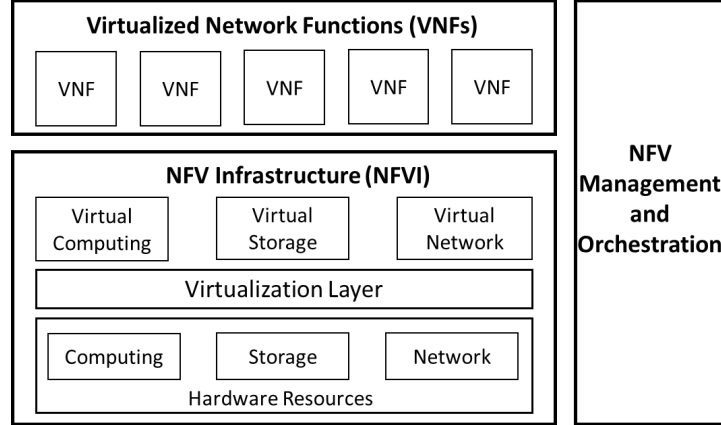 Virtualized Network Functions (VNFs)
VNF
VNF
VNF
VNF
VNF
NFV Infrastructure (NFVI)
Virtual
Computing
Virtual
Storage
Virtual
Network
Virtualization Layer
Computing
Storage
Network
Hardware Resources
NFV
Management
and
Orchestration